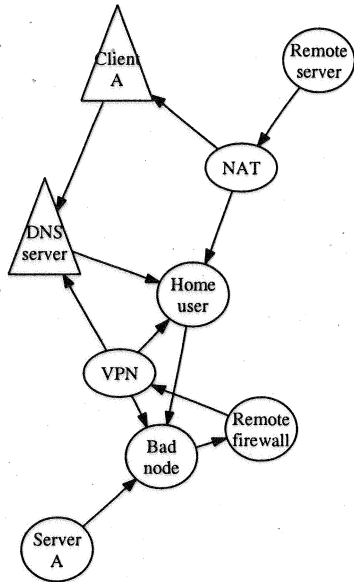 Client
A
Remote
server
NAT
DNS
server
Home
user
VPN
Remote
firewall
Bad
node
Server
A